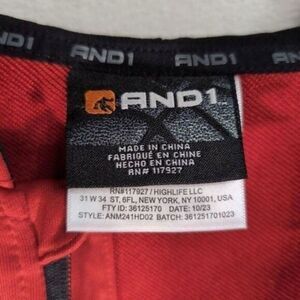 AND1
AND1
AND1
AND1.
MADE IN CHINA
FABRIQUÉ EN CHINE
HECHO EN CHINA
RN# 117927
RN#117927 / HIGHLIFE LLC
31 W 34 ST, 6FL, NEW YORK, NY 10001, USA
FTY ID: 36125170 DATE: 10/23
STYLE: ANM241HD02 BATCH: 361251701023